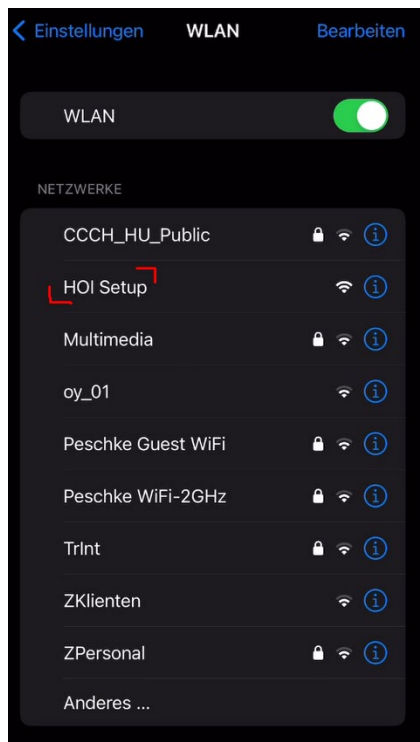 Einstellungen WLAN Bearbeiten
WLAN
NETZWERKE
CCCH_HU_Public
HOI Setup
Multimedia
oy_01
Peschke Guest WiFi
Peschke WiFi-2GHz
TrInt
ZKlienten
ZPersonal
Anderes ...